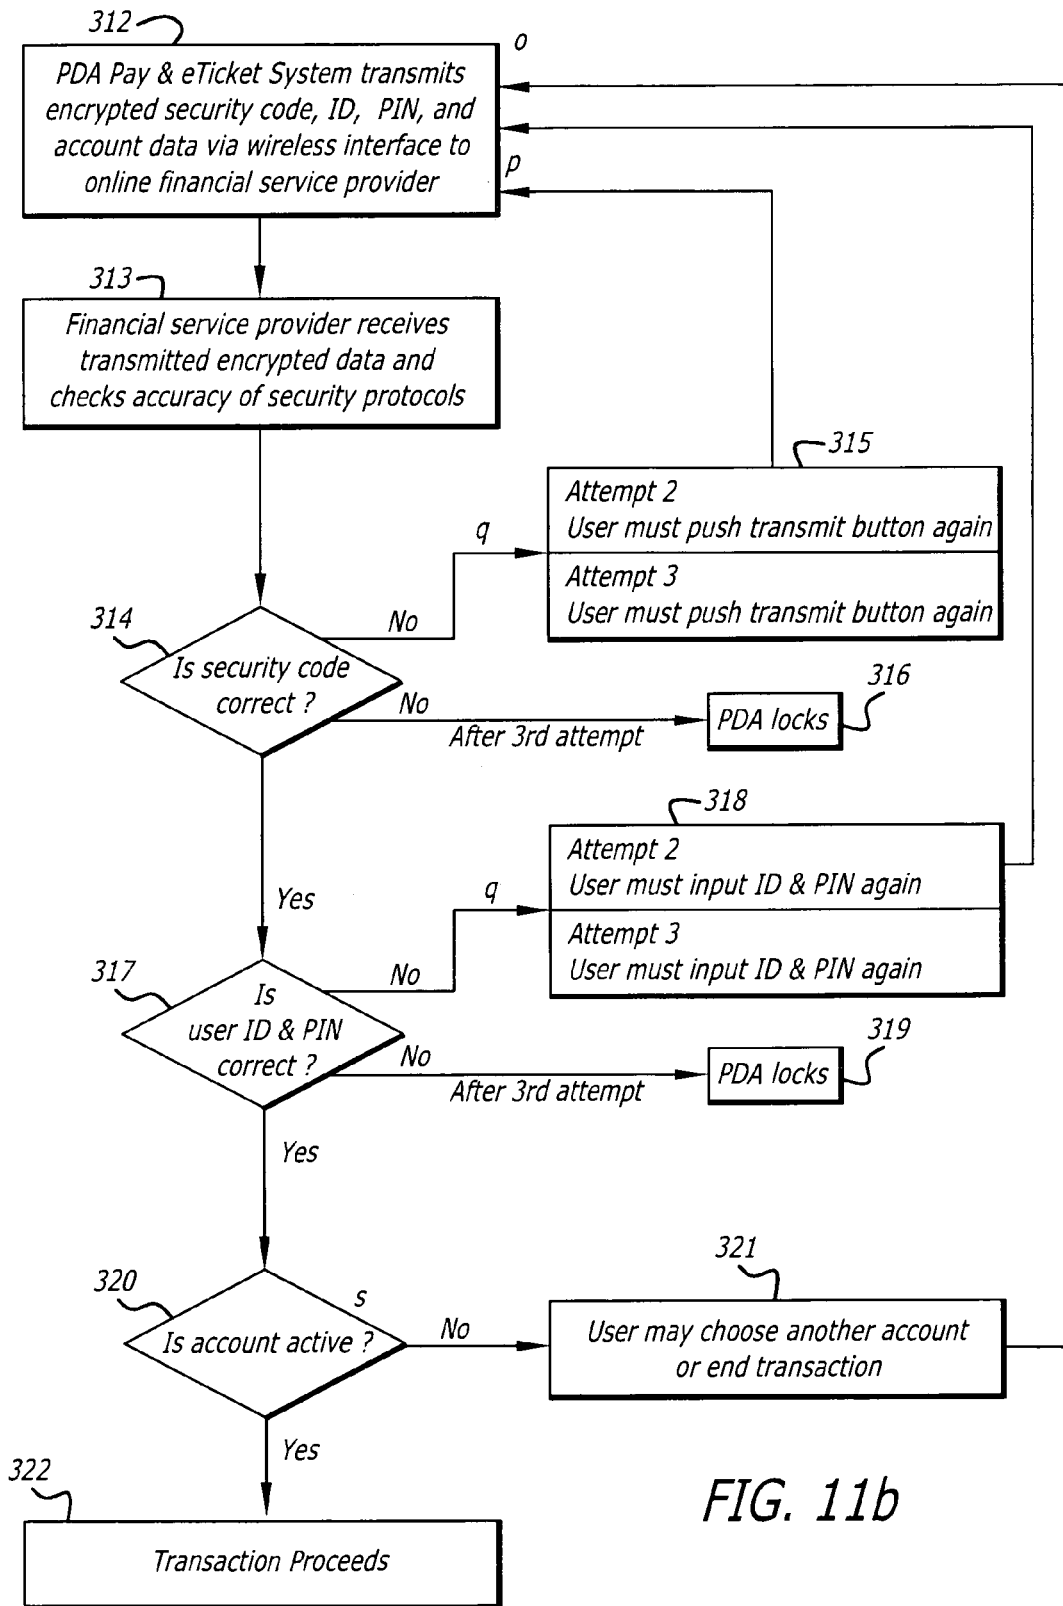 312
o
PDA Pay & eTicket System transmits
encrypted security code, ID, PIN, and
account data via wireless interface to
online financial service provider
p
313
Financial service provider receives
transmitted encrypted data and
checks accuracy of security protocols
315
Attempt 2
User must push transmit button again
Attempt 3
User must push transmit button again
q
314
No
Is security code
correct ?
No
After 3rd attempt
316
PDA locks
318
Attempt 2
User must input ID & PIN again
Attempt 3
User must input ID & PIN again
Yes
q
317
No
Is
user ID & PIN
correct ?
No
After 3rd attempt
319
PDA locks
Yes
320
s
Is account active ?
No
321
User may choose another account
or end transaction
Yes
322
Transaction Proceeds
FIG. 11b